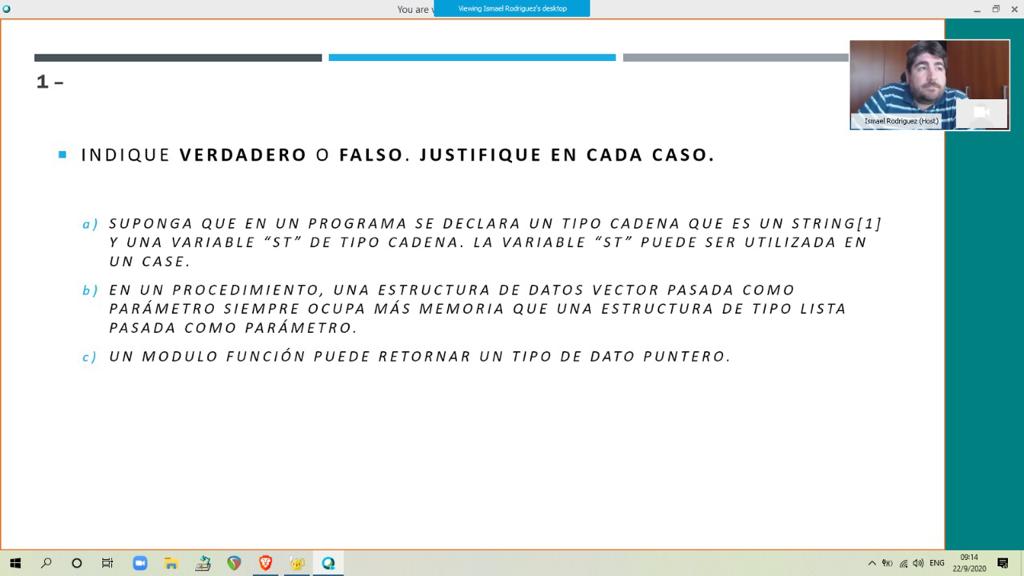 You are v
Viewing Ismael Rodriguez's desktop
1 –
Ismael Rodriguez (Host)
INDIQUE VERDADERO O FALSO. JUSTIFIQUE EN CADA CASO.
a) SUPONGA QUE EN UN PROGRAMA SE DECLARA UN TIPO CADENA QUE ES UN STRING[1]
Y UNA VARIABLE "ST" DE TIPO CADENA. LA VARIABLE "ST" PUEDE SER UTILIZADA EN
UN CASE.
b) EN UN PROCEDIMIENTO, UNA ESTRUCTURA DE DATOS VECTOR PASADA COMO
PARÁMETRO SIEMPRE OCUPA MÁS MEMORIA QUE UNA ESTRUCTURA DE TIPO LISTA
PASADA COMO PARÁMETRO.
c) UN MODULO FUNCIÓN PUEDE RETORNAR UN TIPO DE DATO PUNTERO.
ENG
09:14
22/9/2020